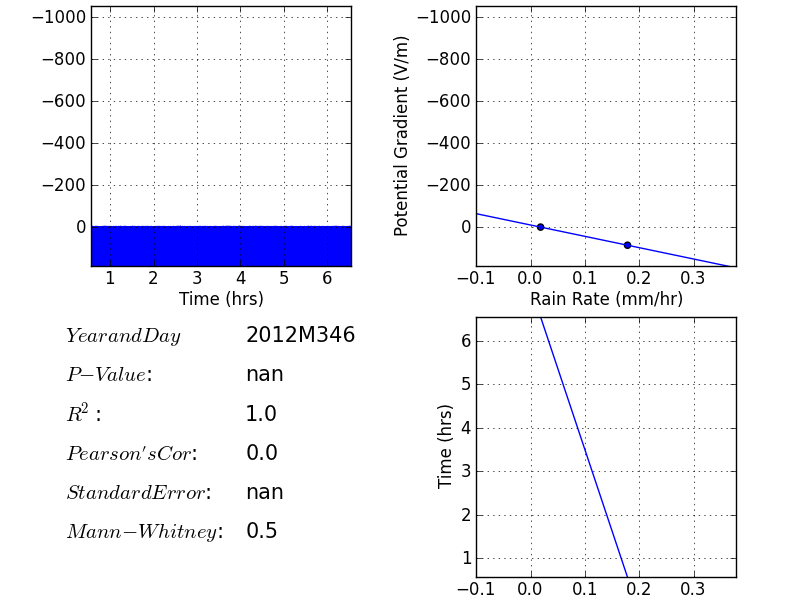 −1000
−800
−600
−400
−200
0
1 2 3 4 5 6
Time (hrs)
Potential Gradient (V/m)
−1000
−800
−600
−400
−200
0
−0.1 0.0 0.1 0.2 0.3
Rain Rate (mm/hr)
YearandDay 2012M346
P−Value: nan
R² : 1.0
Pearson'sCor: 0.0
StandardError: nan
Mann−Whitney: 0.5
Time (hrs)
6
5
4
3
2
1
−0.1 0.0 0.1 0.2 0.3